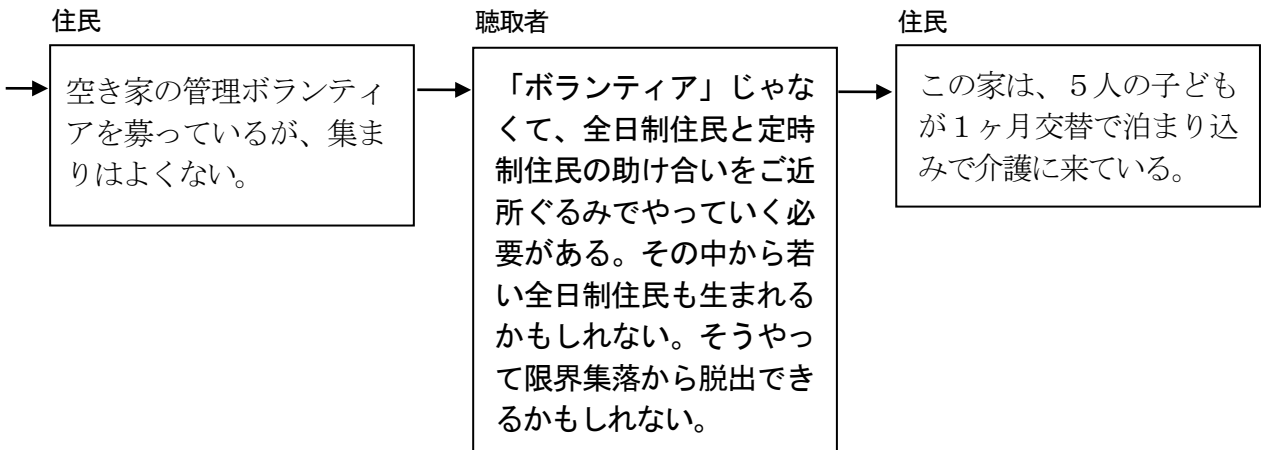 住民
空き家の管理ボランティ
アを募っているが、集ま
りはよくない。
聴取者
「ボランティア」じゃな
くて、全日制住民と定時
制住民の助け合いをご近
所ぐるみでやっていく必
要がある。その中から若
い全日制住民も生まれる
かもしれない。そうやっ
て限界集落から脱出でき
るかもしれない。
住民
この家は、５人の子ども
が１ヶ月交替で泊まり込
みで介護に来ている。